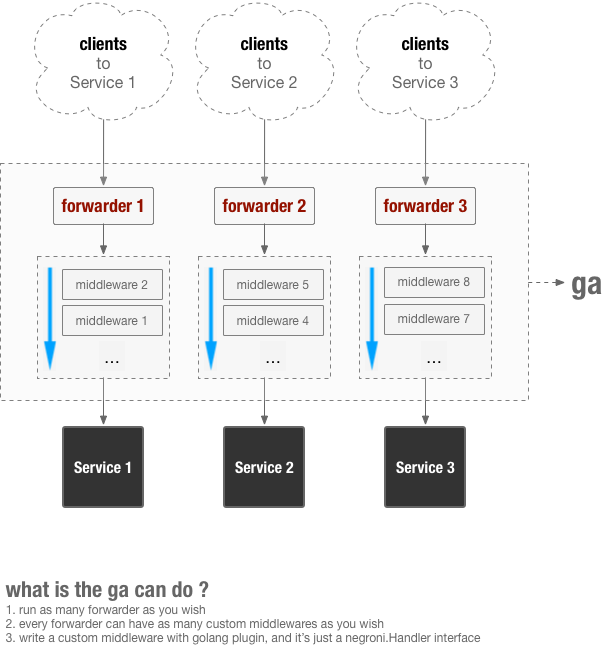 clients
to
Service 1
clients
to
Service 2
clients
to
Service 3
forwarder 1
forwarder 2
forwarder 3
middleware 2
middleware 1
...
middleware 5
middleware 4
...
middleware 8
middleware 7
...
ga
Service 1
Service 2
Service 3
what is the ga can do ?
1. run as many forwarder as you wish
2. every forwarder can have as many custom middlewares as you wish
3. write a custom middleware with golang plugin, and it's just a negroni.Handler interface